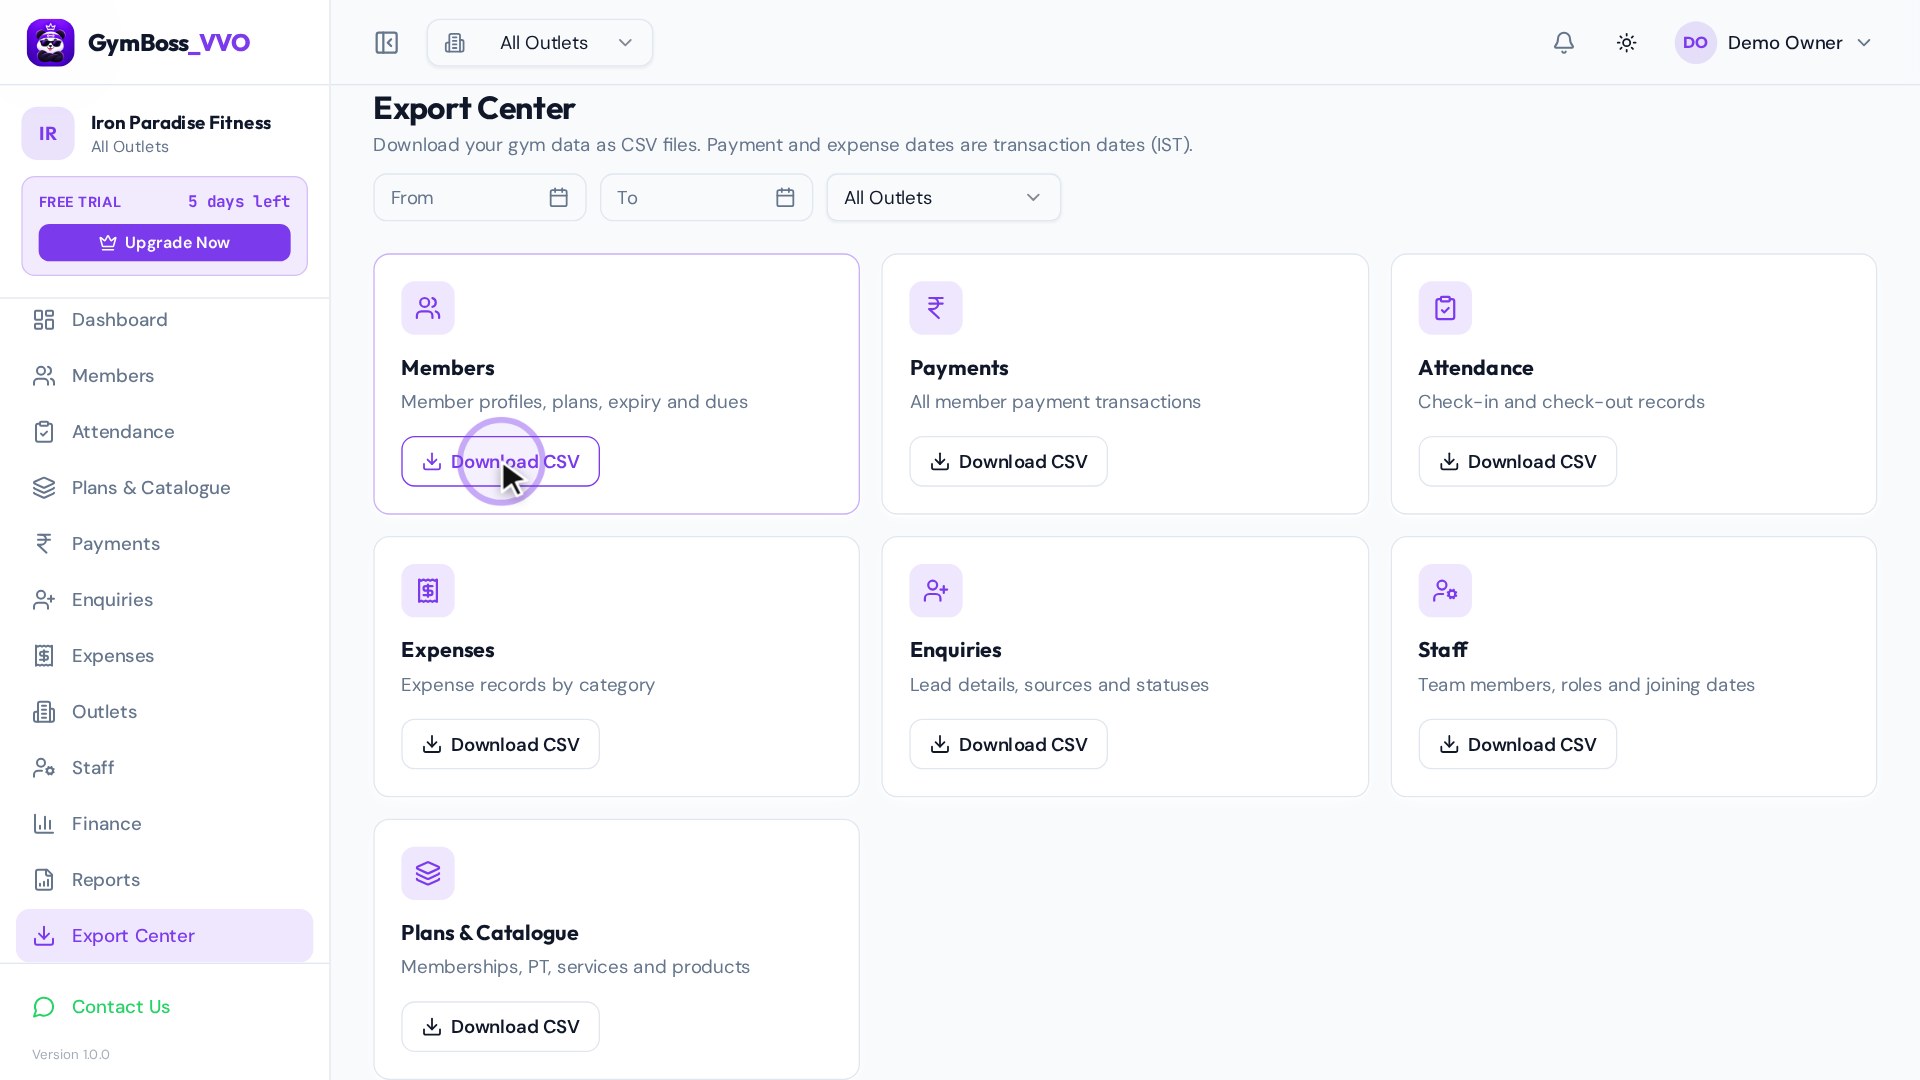 GymBoss_VVO
All Outlets
DO
Demo Owner
IR
Iron Paradise Fitness
All Outlets
FREE TRIAL
5 days left
Upgrade Now
Dashboard
Members
Attendance
Plans & Catalogue
Payments
Enquiries
Expenses
Outlets
Staff
Finance
Reports
Export Center
Contact Us
Version 1.0.0
Export Center
Download your gym data as CSV files. Payment and expense dates are transaction dates (IST).
From
To
All Outlets
Members
Member profiles, plans, expiry and dues
Download CSV
Payments
All member payment transactions
Download CSV
Attendance
Check-in and check-out records
Download CSV
Expenses
Expense records by category
Download CSV
Enquiries
Lead details, sources and statuses
Download CSV
Staff
Team members, roles and joining dates
Download CSV
Plans & Catalogue
Memberships, PT, services and products
Download CSV